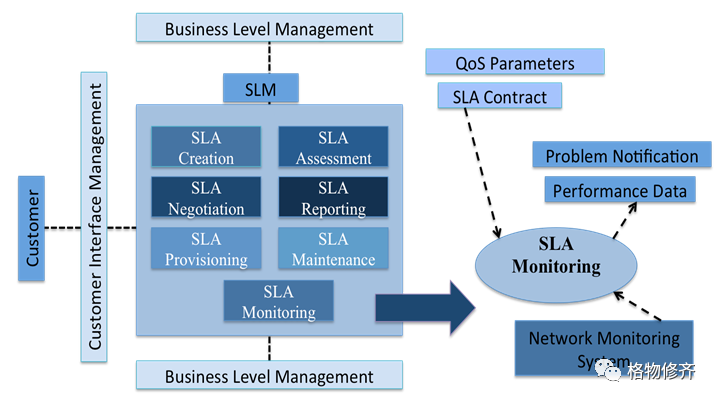 Business Level Management
SLM
Customer
Customer Interface Management
SLA
Creation
SLA
Assessment
SLA
Negotiation
SLA
Reporting
SLA
Provisioning
SLA
Maintenance
SLA
Monitoring
Business Level Management
QoS Parameters
SLA Contract
Problem Notification
Performance Data
SLA
Monitoring
Network Monitoring
System
格物修齐